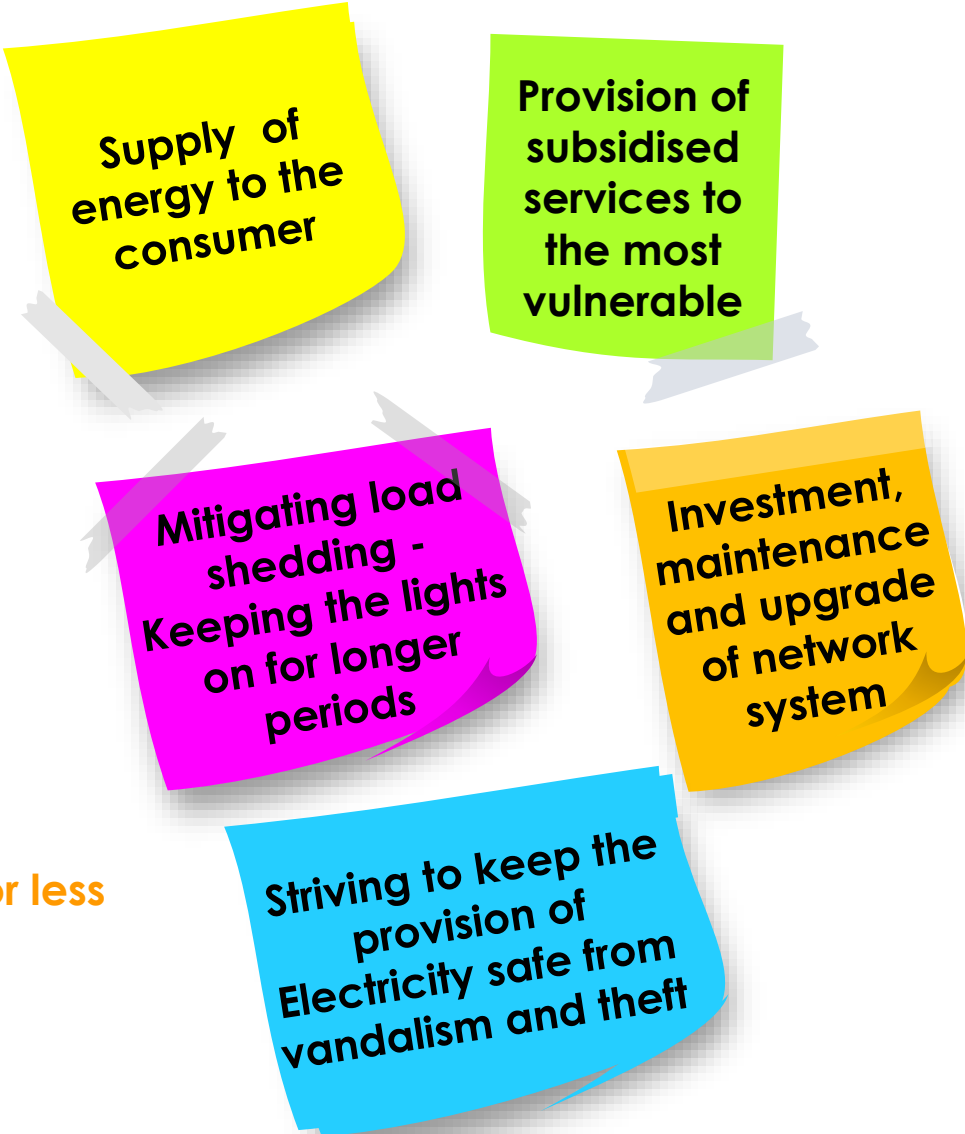 Supply of
energy to the
consumer
Provision of
subsidised
services to
the most
vulnerable
Mitigating load
shedding -
Keeping the lights
on for longer
periods
Investment,
maintenance
and upgrade
of network
system
Striving to keep the
provision of
Electricity safe from
vandalism and theft
less